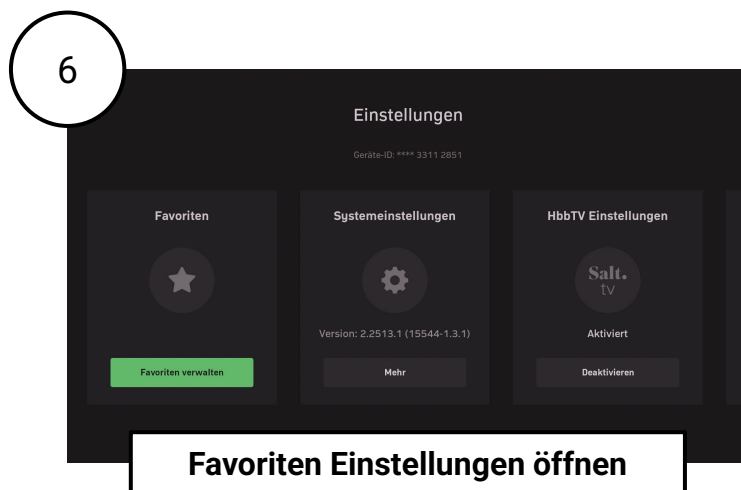 6
Einstellungen
Geräte-ID: **** 3311 2851
Favoriten
Systemeinstellungen
HbbTV Einstellungen
Salt.
tv
Version: 2.2513.1 (15544-1.3.1)
Aktiviert
Favoriten verwalten
Mehr
Deaktivieren
Favoriten Einstellungen öffnen